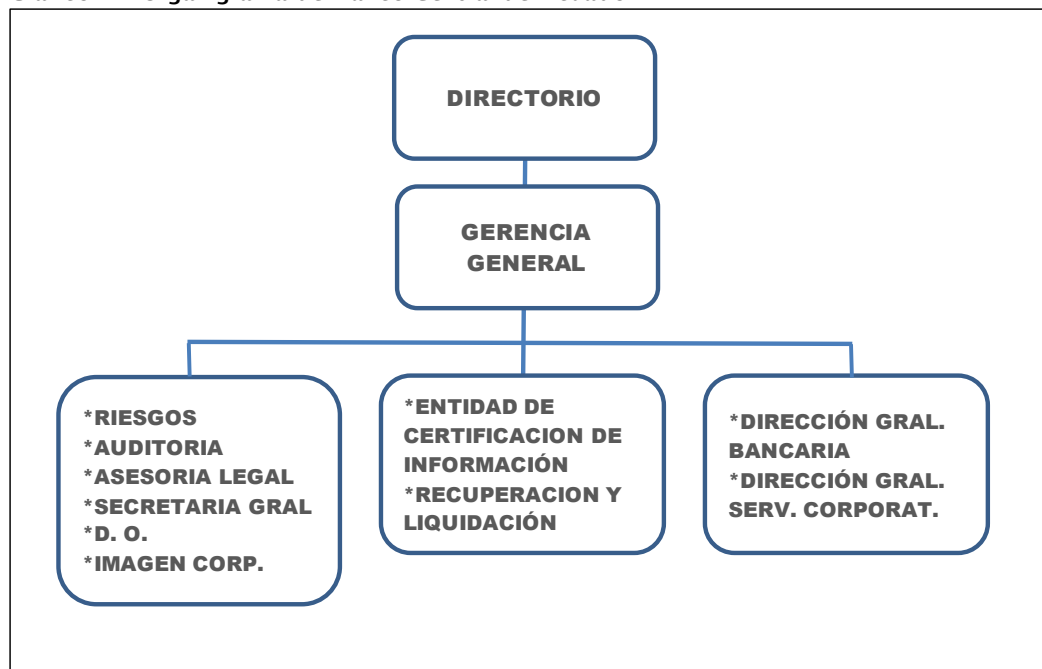 DIRECTORIO
GERENCIA
GENERAL
*RIESGOS
*AUDITORIA
*ASESORIA LEGAL
*SECRETARIA GRAL
*D. O.
*IMAGEN CORP.
*ENTIDAD DE
CERTIFICACION DE
INFORMACIÓN
*RECUPERACION Y
LIQUIDACIÓN
*DIRECCIÓN GRAL.
BANCARIA
*DIRECCIÓN GRAL.
SERV. CORPORAT.